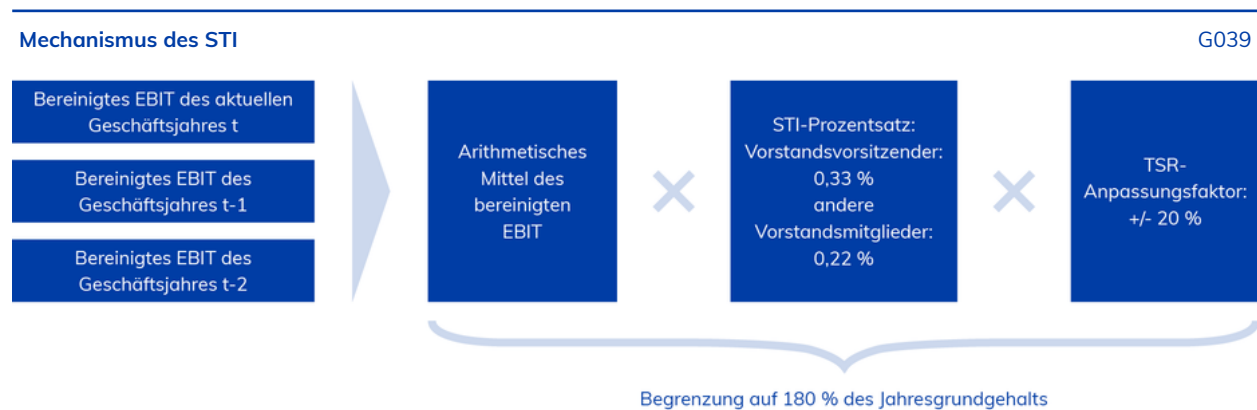 Mechanismus des STI
G039
Bereinigtes EBIT des aktuellen
Geschäftsjahres t
Bereinigtes EBIT des
Geschäftsjahres t-1
Bereinigtes EBIT des
Geschäftsjahres t-2
Arithmetisches
Mittel des
bereinigten
EBIT
STI-Prozentsatz:
Vorstandsvorsitzender:
0,33 %
andere
Vorstandsmitglieder:
0,22 %
TSR-
Anpassungsfaktor:
+/- 20 %
Begrenzung auf 180 % des Jahresgrundgehalts